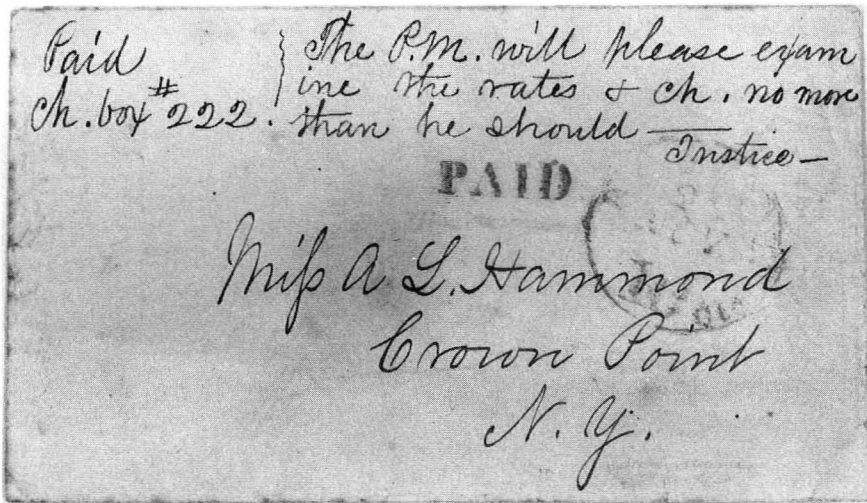 Paid
Ch. box #222.
The P.M. will please exam
ine the rates & ch. no more
than he should —
Justice —
PAID
Miſs A L. Hammond
Crown Point
N. Y.